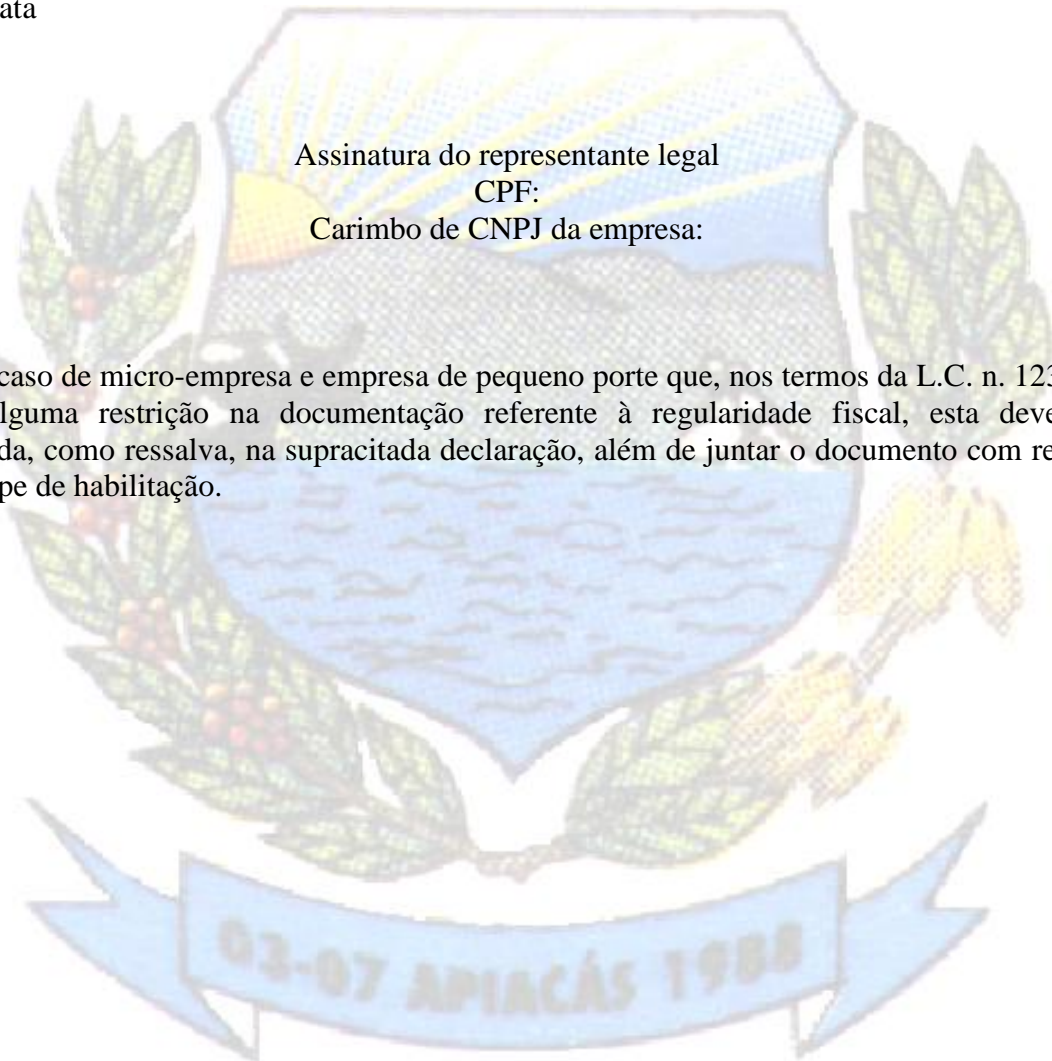 ata
Assinatura do representante legal
CPF:
Carimbo de CNPJ da empresa:
caso de micro-empresa e empresa de pequeno porte que, nos termos da L.C. n. 123
lguma restrição na documentação referente à regularidade fiscal, esta deve
da, como ressalva, na supracitada declaração, além de juntar o documento com re
pe de habilitação.
03-07 APIACÁS 1988